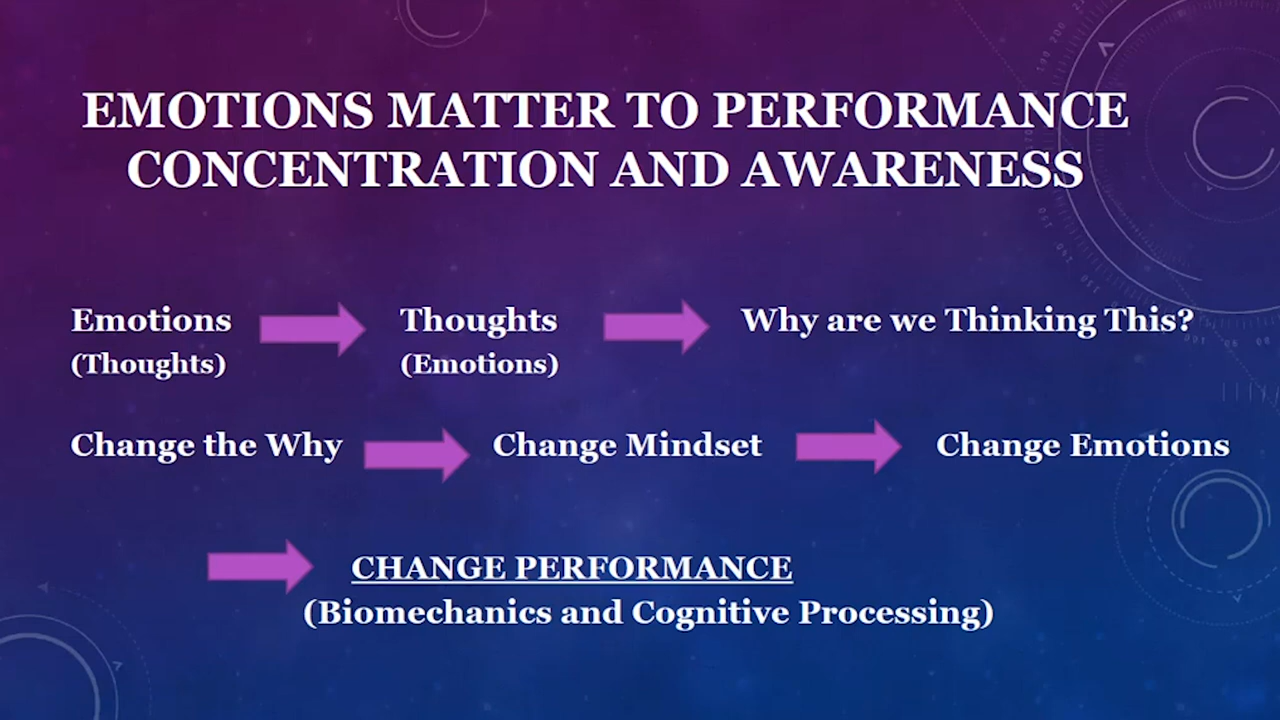 EMOTIONS MATTER TO PERFORMANCE
CONCENTRATION AND AWARENESS
Emotions Thoughts Why are we Thinking This?
(Thoughts) (Emotions)
Change the Why Change Mindset Change Emotions
CHANGE PERFORMANCE
(Biomechanics and Cognitive Processing)